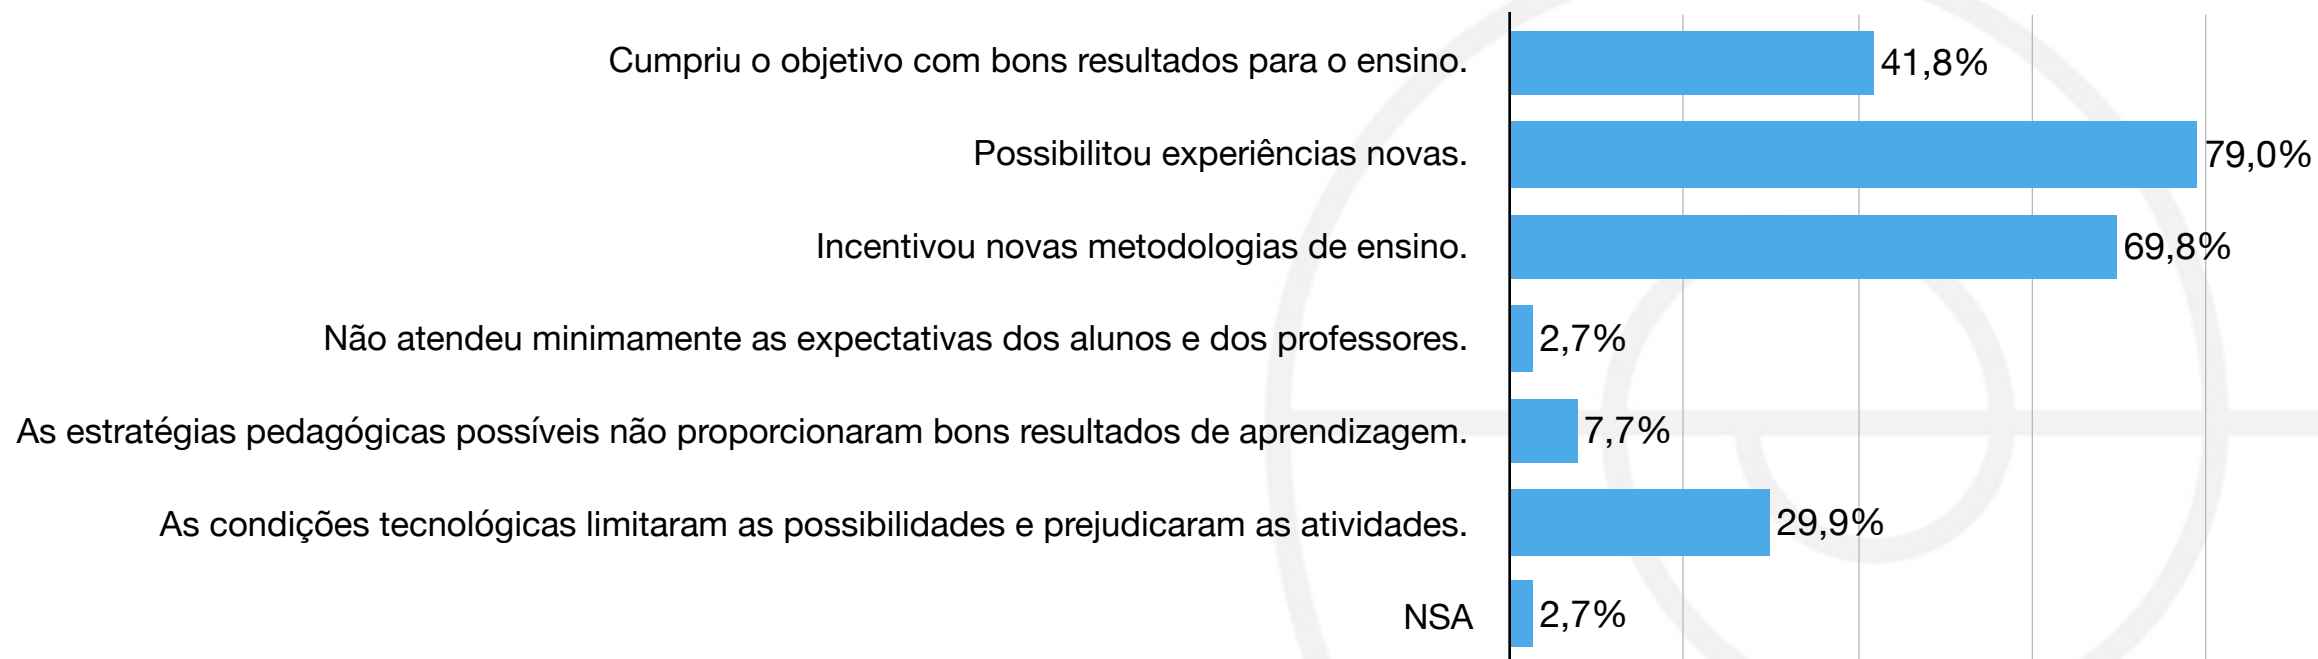 Cumpriu o objetivo com bons resultados para o ensino. 41,8%
Possibilitou experiências novas. 79,0%
Incentivou novas metodologias de ensino. 69,8%
Não atendeu minimamente as expectativas dos alunos e dos professores. 2,7%
As estratégias pedagógicas possíveis não proporcionaram bons resultados de aprendizagem. 7,7%
As condições tecnológicas limitaram as possibilidades e prejudicaram as atividades. 29,9%
NSA 2,7%